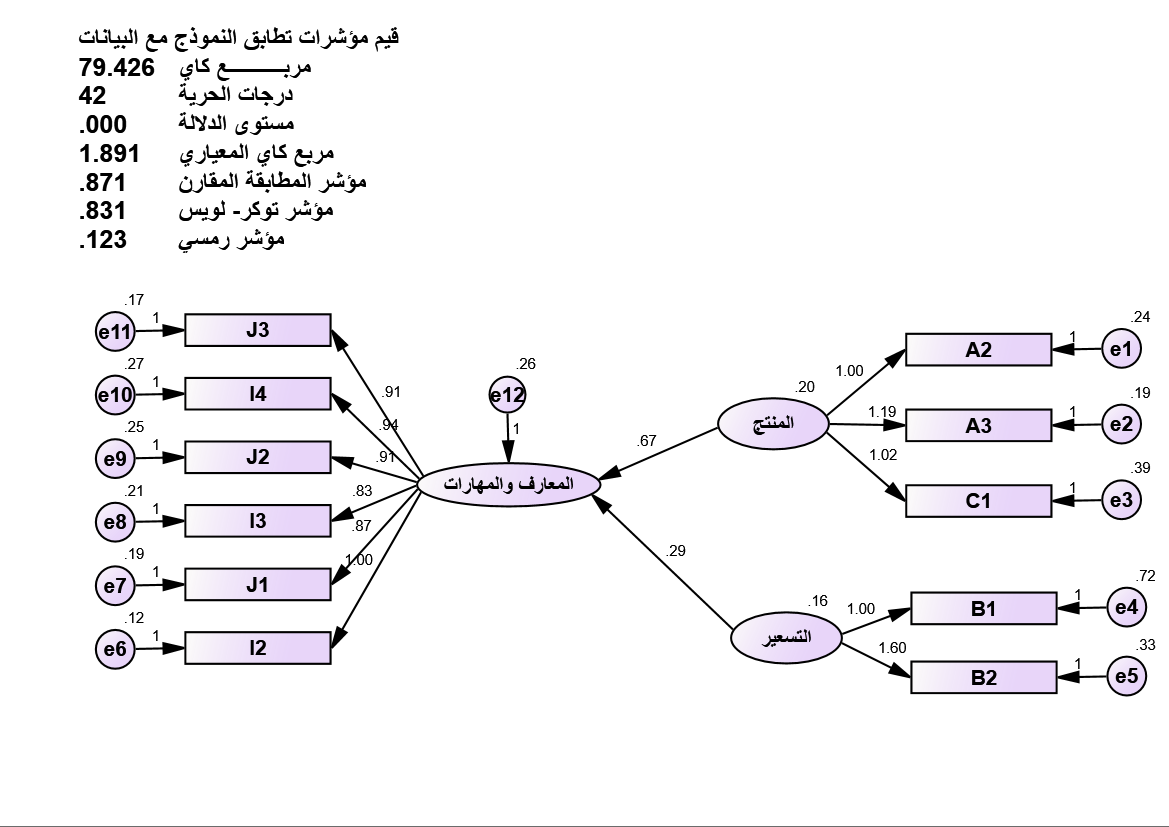 قيم مؤشرات تطابق النموذج مع البيانات
مربـــــــــع كاي 79.426
درجات الحرية 42
مستوى الدلالة .000
مربع كاي المعياري 1.891
مؤشر المطابقة المقارن .871
مؤشر توكر- لويس .831
مؤشر رمسي .123
.17
e11 1 J3
.27
e10 1 I4
.25
e9 1 J2
.21
e8 1 I3
.19
e7 1 J1
.12
e6 1 I2
.91
.94
.91
.83
.87
1.00
.26
e12
1
المعارف والمهارات
.67
.29
.20
المنتج
1.00
1.19
1.02
.24
A2 1 e1
.19
A3 1 e2
.39
C1 1 e3
.16
التسعير
1.00
1.60
.72
B1 1 e4
.33
B2 1 e5